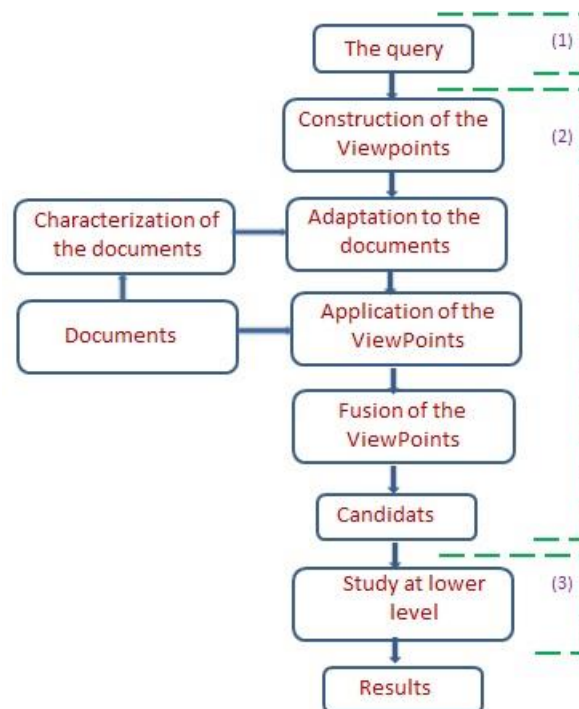 The query
(1)
Construction of the
Viewpoints
(2)
Characterization of
the documents
Adaptation to the
documents
Documents
Application of the
ViewPoints
Fusion of the
ViewPoints
Candidats
Study at lower
level
(3)
Results